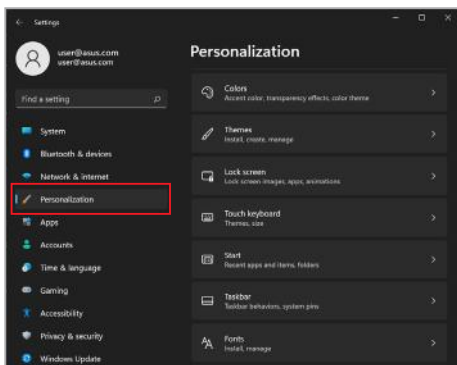 Settings
user@asus.com
user@asus.com
Find a setting
System
Bluetooth & devices
Network & internet
Personalization
Apps
Accounts
Time & language
Gaming
Accessibility
Privacy & security
Windows Update
Personalization
Colors
Accent color, transparency effects, color theme
Themes
Install, create, manage
Lock screen
Lock screen images, apps, animations
Touch keyboard
Themes, size
Start
Recent apps and items, folders
Taskbar
Taskbar behaviors, system pins
Fonts
Install, manage